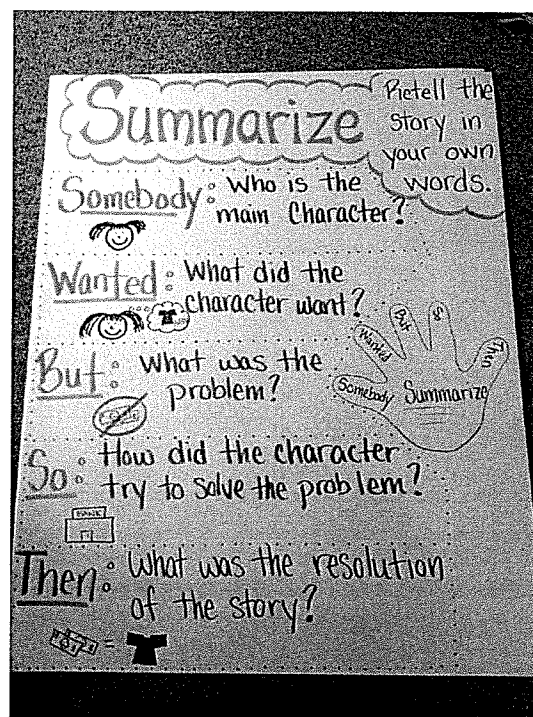 Summarize
Rietell the
story in
your own
words.
Somebody: Who is the
main Character?
Wanted: What did the
character want?
But: What was the
problem?
So: How did the character
try to solve the problem?
BANK
Then: What was the resolution
of the story?
Somebody
Wanted
But
So
Then
Summarize